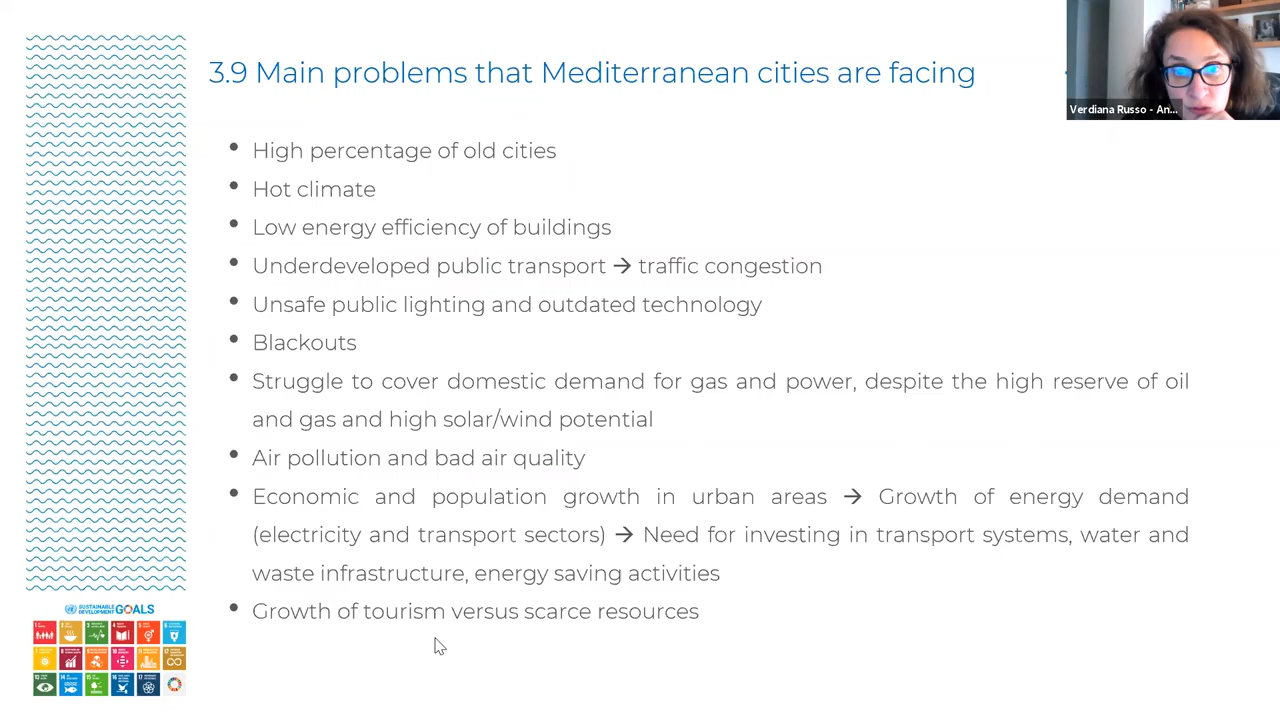 3.9 Main problems that Mediterranean cities are facing
Verdiana Russo - An...
• High percentage of old cities
• Hot climate
• Low energy efficiency of buildings
• Underdeveloped public transport → traffic congestion
• Unsafe public lighting and outdated technology
• Blackouts
• Struggle to cover domestic demand for gas and power, despite the high reserve of oil
and gas and high solar/wind potential
• Air pollution and bad air quality
• Economic and population growth in urban areas → Growth of energy demand
(electricity and transport sectors) → Need for investing in transport systems, water and
waste infrastructure, energy saving activities
• Growth of tourism versus scarce resources
SUSTAINABLE
DEVELOPMENT GOALS